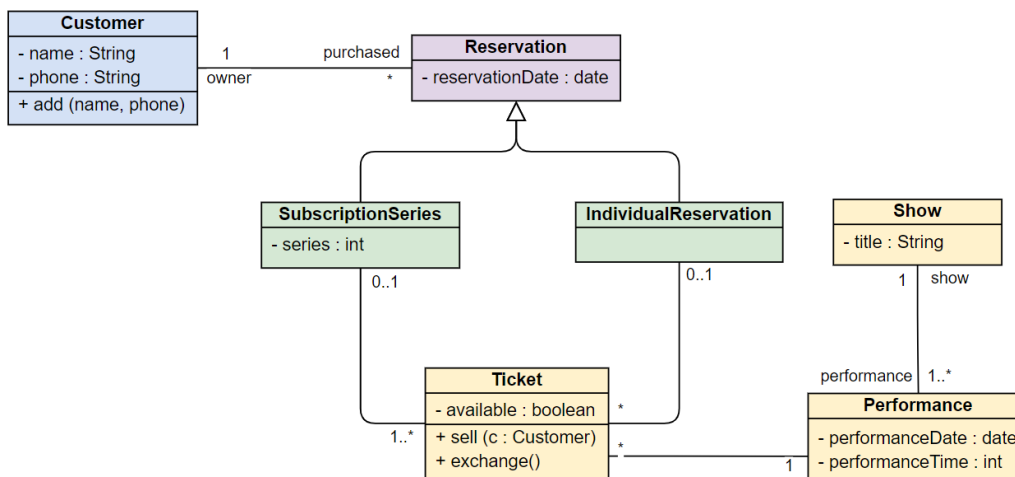 Customer
- name : String
- phone : String
+ add (name, phone)
1
owner
purchased
*
Reservation
- reservationDate : date
SubscriptionSeries
- series : int
0..1
IndividualReservation
0..1
Show
- title : String
1
show
performance
1..*
Ticket
- available : boolean
+ sell (c : Customer)
+ exchange()
1..*
*
*
1
Performance
- performanceDate : date
- performanceTime : int